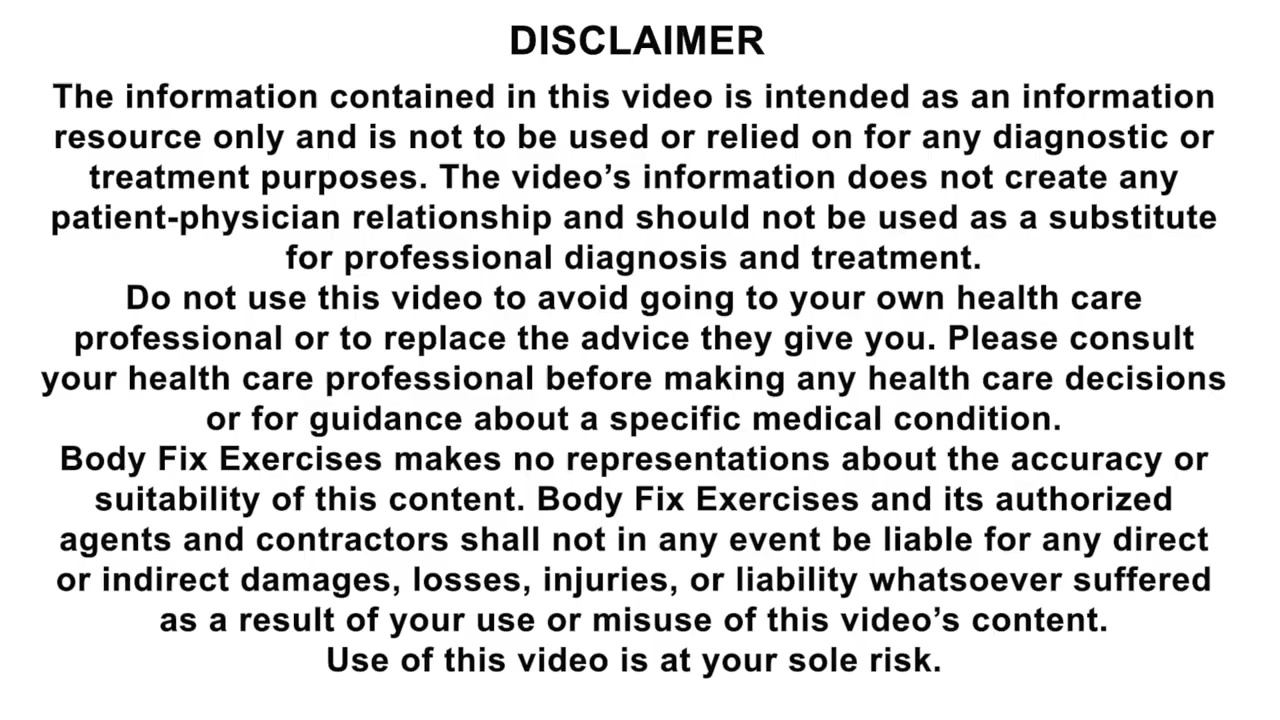 DISCLAIMER
The information contained in this video is intended as an information
resource only and is not to be used or relied on for any diagnostic or
treatment purposes. The video’s information does not create any
patient-physician relationship and should not be used as a substitute
for professional diagnosis and treatment.
Do not use this video to avoid going to your own health care
professional or to replace the advice they give you. Please consult
your health care professional before making any health care decisions
or for guidance about a specific medical condition.
Body Fix Exercises makes no representations about the accuracy or
suitability of this content. Body Fix Exercises and its authorized
agents and contractors shall not in any event be liable for any direct
or indirect damages, losses, injuries, or liability whatsoever suffered
as a result of your use or misuse of this video’s content.
Use of this video is at your sole risk.